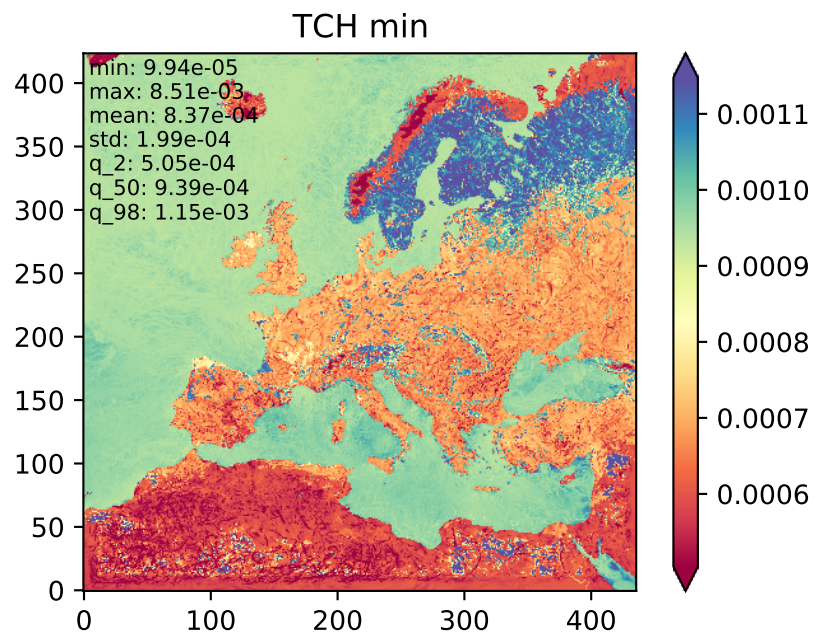 TCH min
min: 9.94e-05
max: 8.51e-03
mean: 8.37e-04
std: 1.99e-04
q_2: 5.05e-04
q_50: 9.39e-04
q_98: 1.15e-03
400
350
300
250
200
150
100
50
0
0
100
200
300
400
0.0011
0.0010
0.0009
0.0008
0.0007
0.0006